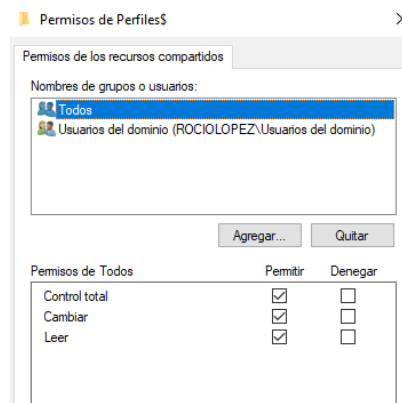 Permisos de Perfiles$
Permisos de los recursos compartidos
Nombres de grupos o usuarios:
Todos
Usuarios del dominio (ROCIOLOPEZ\Usuarios del dominio)
Agregar... Quitar
Permisos de Todos Permitir Denegar
Control total
Cambiar
Leer